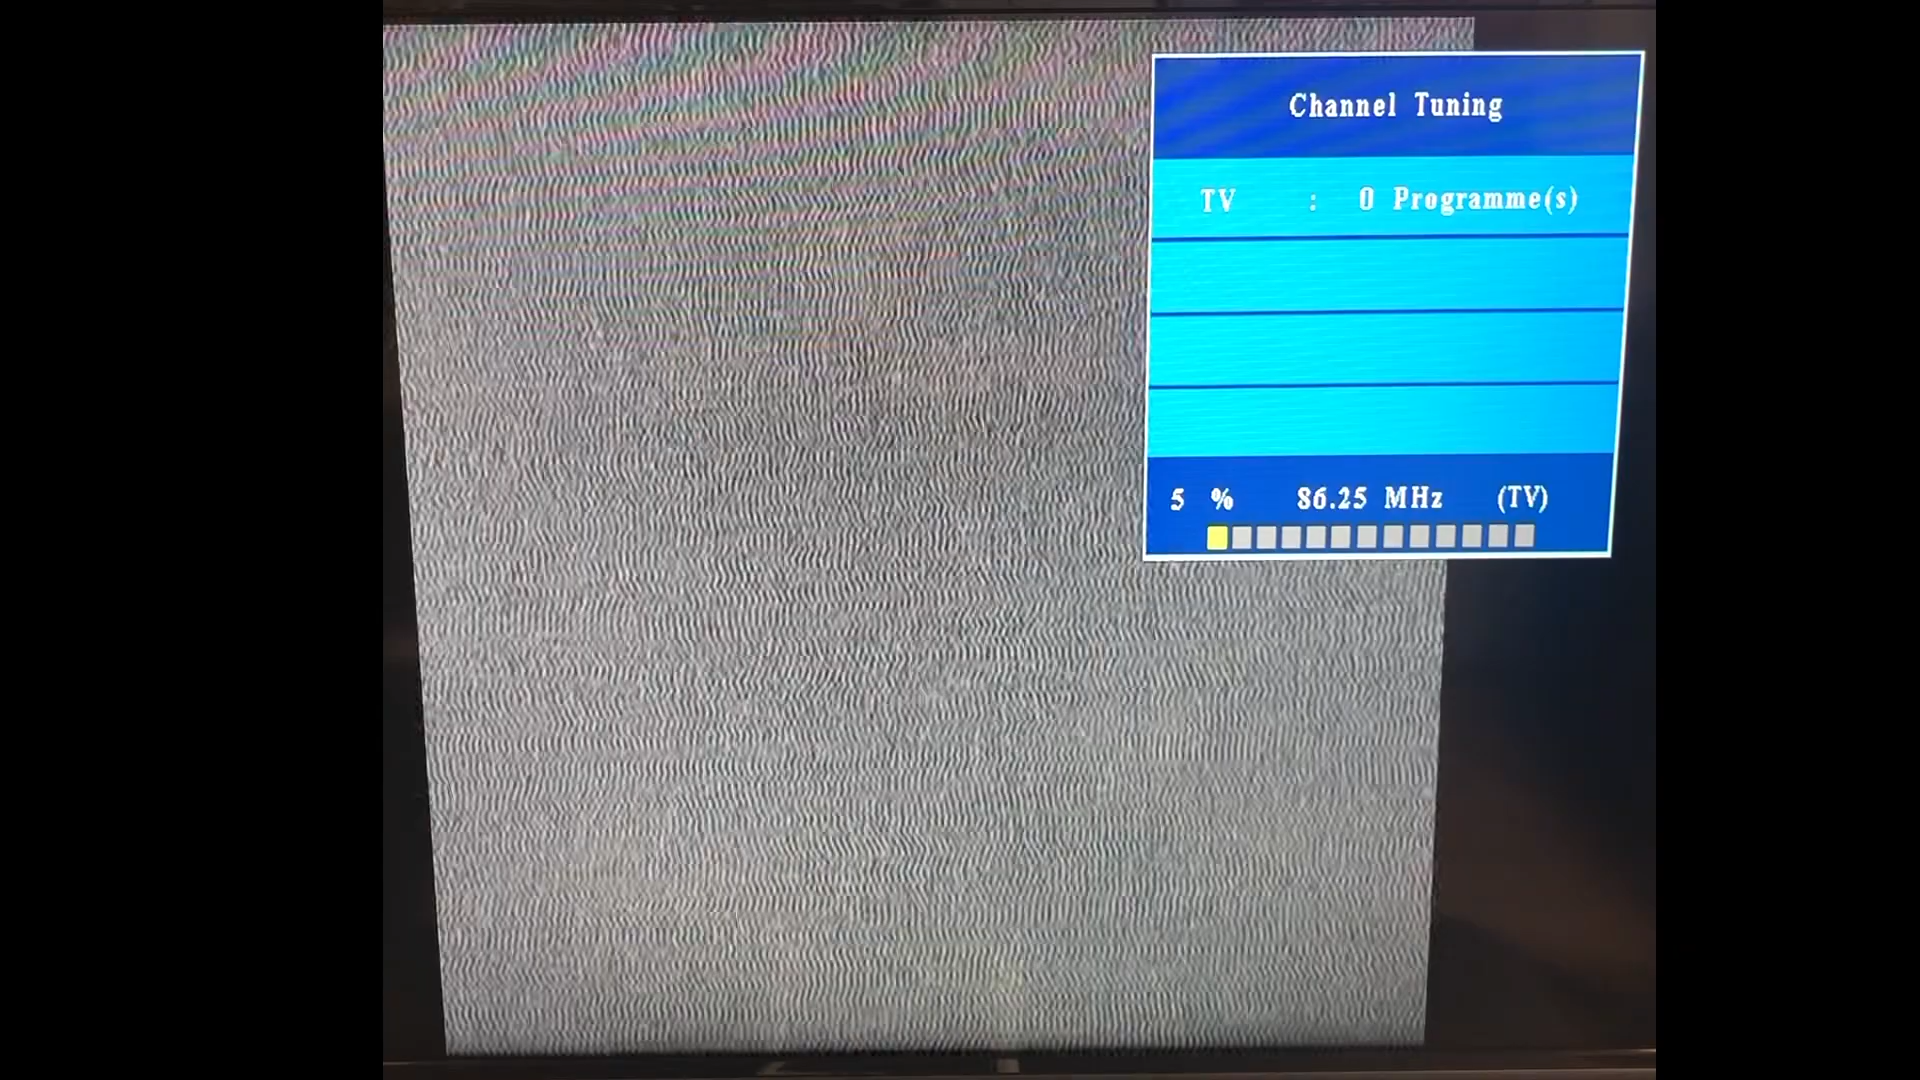 Channel Tuning
TV : 0 Programme(s)
5 % 86.25 MHz (TV)